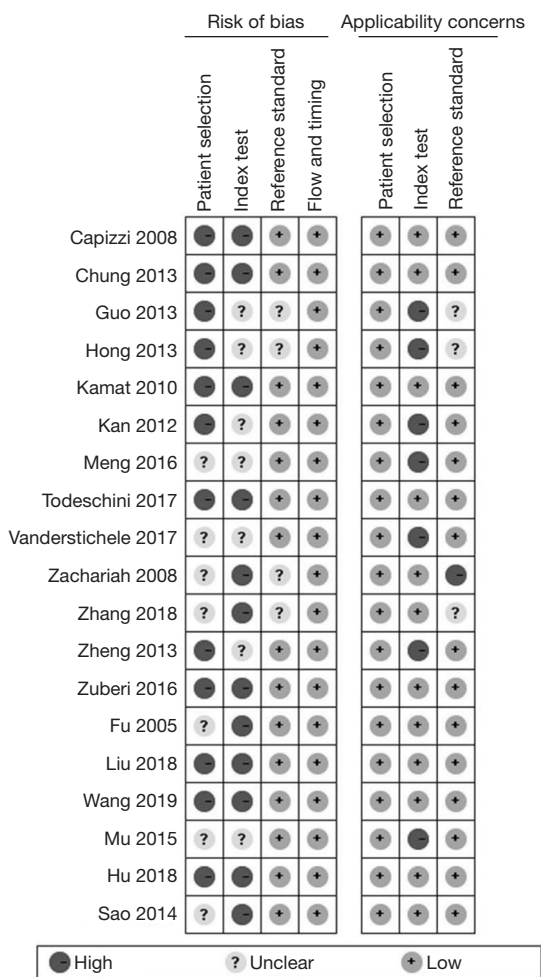 Risk of bias Applicability concerns
Patient selection Index test Reference standard Flow and timing Patient selection Index test Reference standard
Capizzi 2008 - - + + + + +
Chung 2013 - - + + + + +
Guo 2013 - ? ? + + - ?
Hong 2013 - ? ? + + - ?
Kamat 2010 - - + + + + +
Kan 2012 - ? + + + - +
Meng 2016 ? ? + + + - +
Todeschini 2017 - - + + + + +
Vanderstichele 2017 ? ? + + + - +
Zachariah 2008 ? - ? + + + -
Zhang 2018 ? - ? + + + ?
Zheng 2013 - ? + + + - +
Zuberi 2016 - - + + + + +
Fu 2005 ? - + + + + +
Liu 2018 - - + + + + +
Wang 2019 - - + + + + +
Mu 2015 ? ? + + + - +
Hu 2018 - - + + + + +
Sao 2014 ? - + + + + +
- High ? Unclear + Low